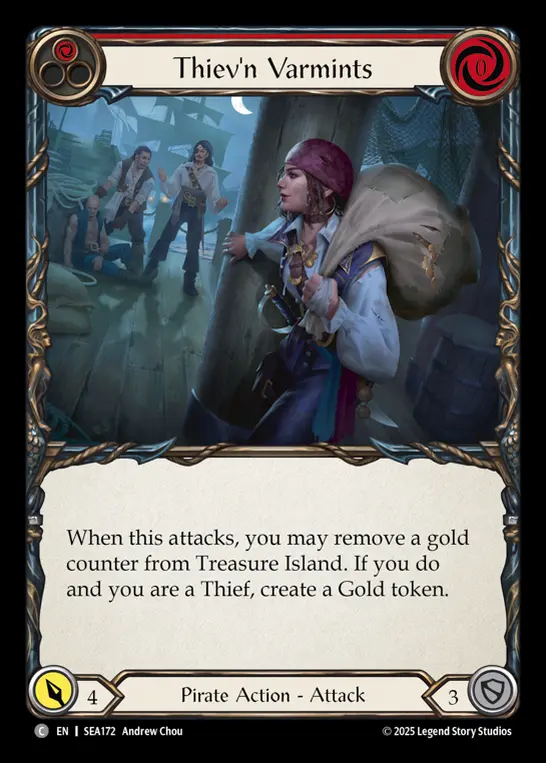 Thiev'n Varmints
0
When this attacks, you may remove a gold
counter from Treasure Island. If you do
and you are a Thief, create a Gold token.
4
Pirate Action - Attack
3
C EN | SEA172 Andrew Chou
© 2025 Legend Story Studios